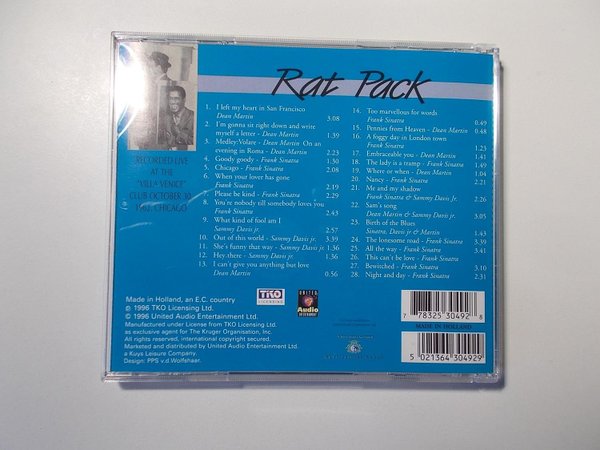 Rat Pack
RECORDED LIVE
AT THE
"VILLA VENICE"
CLUB OCTOBER 30
1962, CHICAGO
1. I left my heart in San Francisco
Dean Martin 3.08
2. I'm gonna sit right down and write
myself a letter - Dean Martin 1.39
3. Medley:Volare - Dean Martin On an
evening in Roma - Dean Martin 2.23
4. Goody goody - Frank Sinatra 1.30
5. Chicago - Frank Sinatra 2.08
6. When your lover has gone
Frank Sinatra 2.19
7. Please be kind - Frank Sinatra 2.29
8. You're nobody till somebody loves you
Frank Sinatra 2.43
9. What kind of fool am I
Sammy Davis jr. 2.57
10. Out of this world - Sammy Davis jr. 3.39
11. She's funny that way - Sammy Davis jr. 1.36
12. Hey.there - Sammy Davis jr. 1.36
13. I can't give you anything but love
Dean Martin 0.56
14. Too marvellous for words
Frank Sinatra 0.49
15. Pennies from Heaven - Dean Martin 0.48
16. A foggy day in London town
Frank Sinatra 1.23
17. Embraceable you - Dean Martin 1.41
18. The lady is a tramp - Frank Sinatra 1.49
19. Where or when - Dean Martin 1.04
20. Nancy - Frank Sinatra 2.21
21. Me and my shadow
Frank Sinatra & Sammy Davis Jr. 2.26
22. Sam's song
Dean Martin & Sammy Davis jr. 3.05
23. Birth of the Blues
Sinatra, Davis jr & Martin 1.43
24. The lonesome road - Frank Sinatra 3.39
25. All the way - Frank Sinatra 3.41
26. This can't be love - Frank Sinatra 1.31
27. Bewitched - Frank Sinatra 3.10
28. Night and day - Frank Sinatra 2.31
Made in Holland, an E.C. country
℗ 1996 TKO Licensing Ltd.
© 1996 United Audio Entertainment Ltd.
Manufactured under License from TKO Licensing Ltd.
as exclusive agent for The Kruger Organisation, Inc.
All rights reserved, international copyright secured.
Marketed and distributed by United Audio Entertainment Ltd.
a Kuys Leisure Company.
Design: PPS v.d.Wolfshaar.
TKO
LICENSING
UNITED
Audio
ENTERTAINMENT
7 78325 30492 8
MADE IN HOLLAND
5 021364 304929